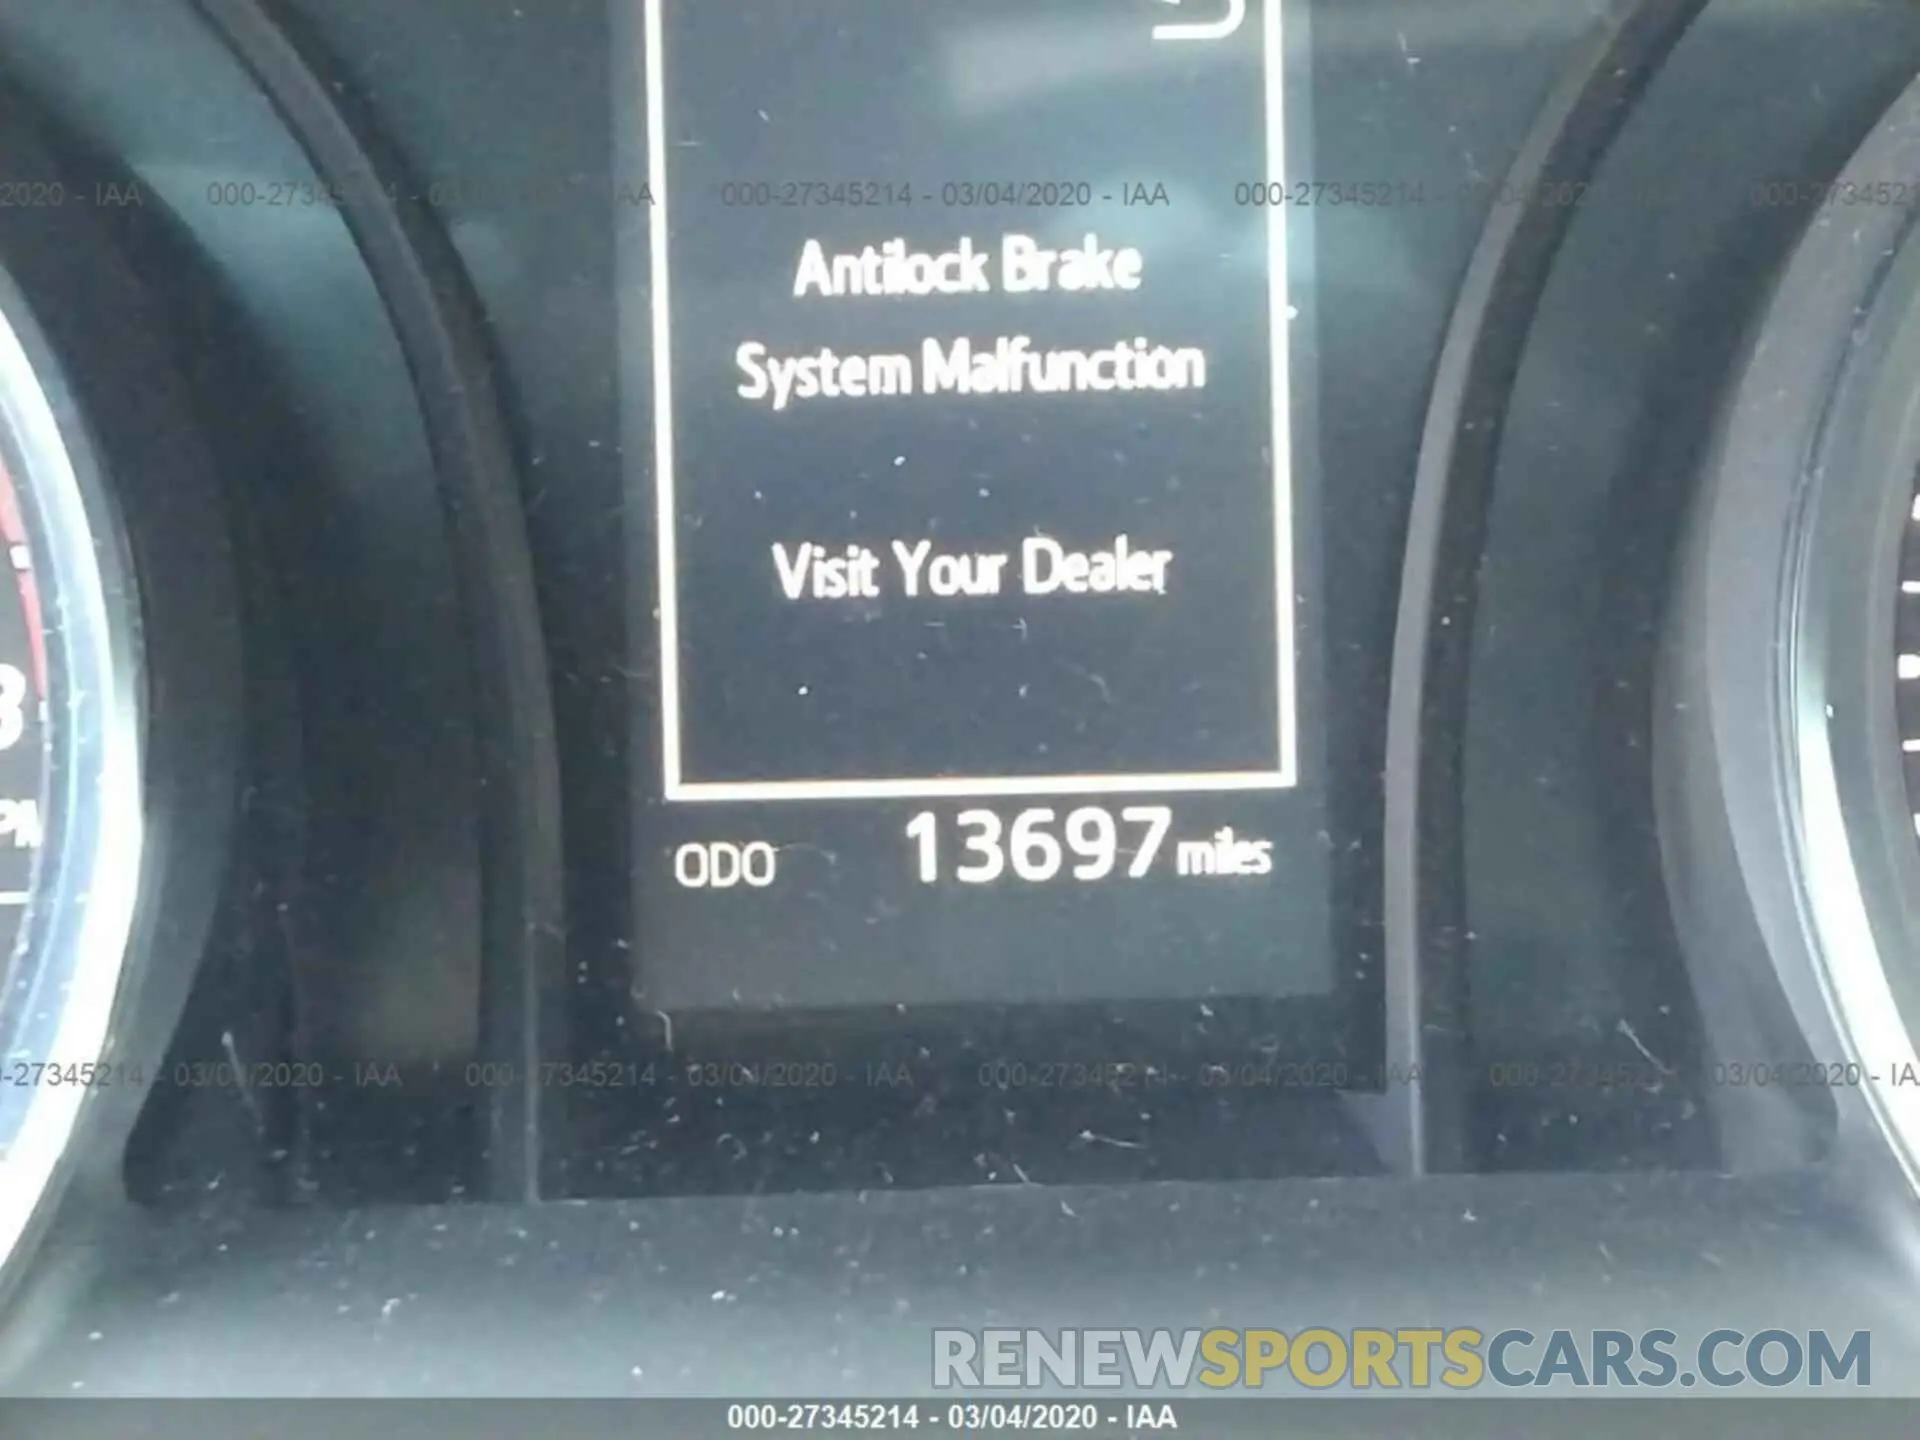 000-27345214 - 03/04/2020 - IAA
Antilock Brake
System Malfunction
Visit Your Dealer
ODO 13697 miles
000-27345214 - 03/04/2020 - IAA
RENEWSPORTSCARS.COM
000-27345214 - 03/04/2020 - IAA